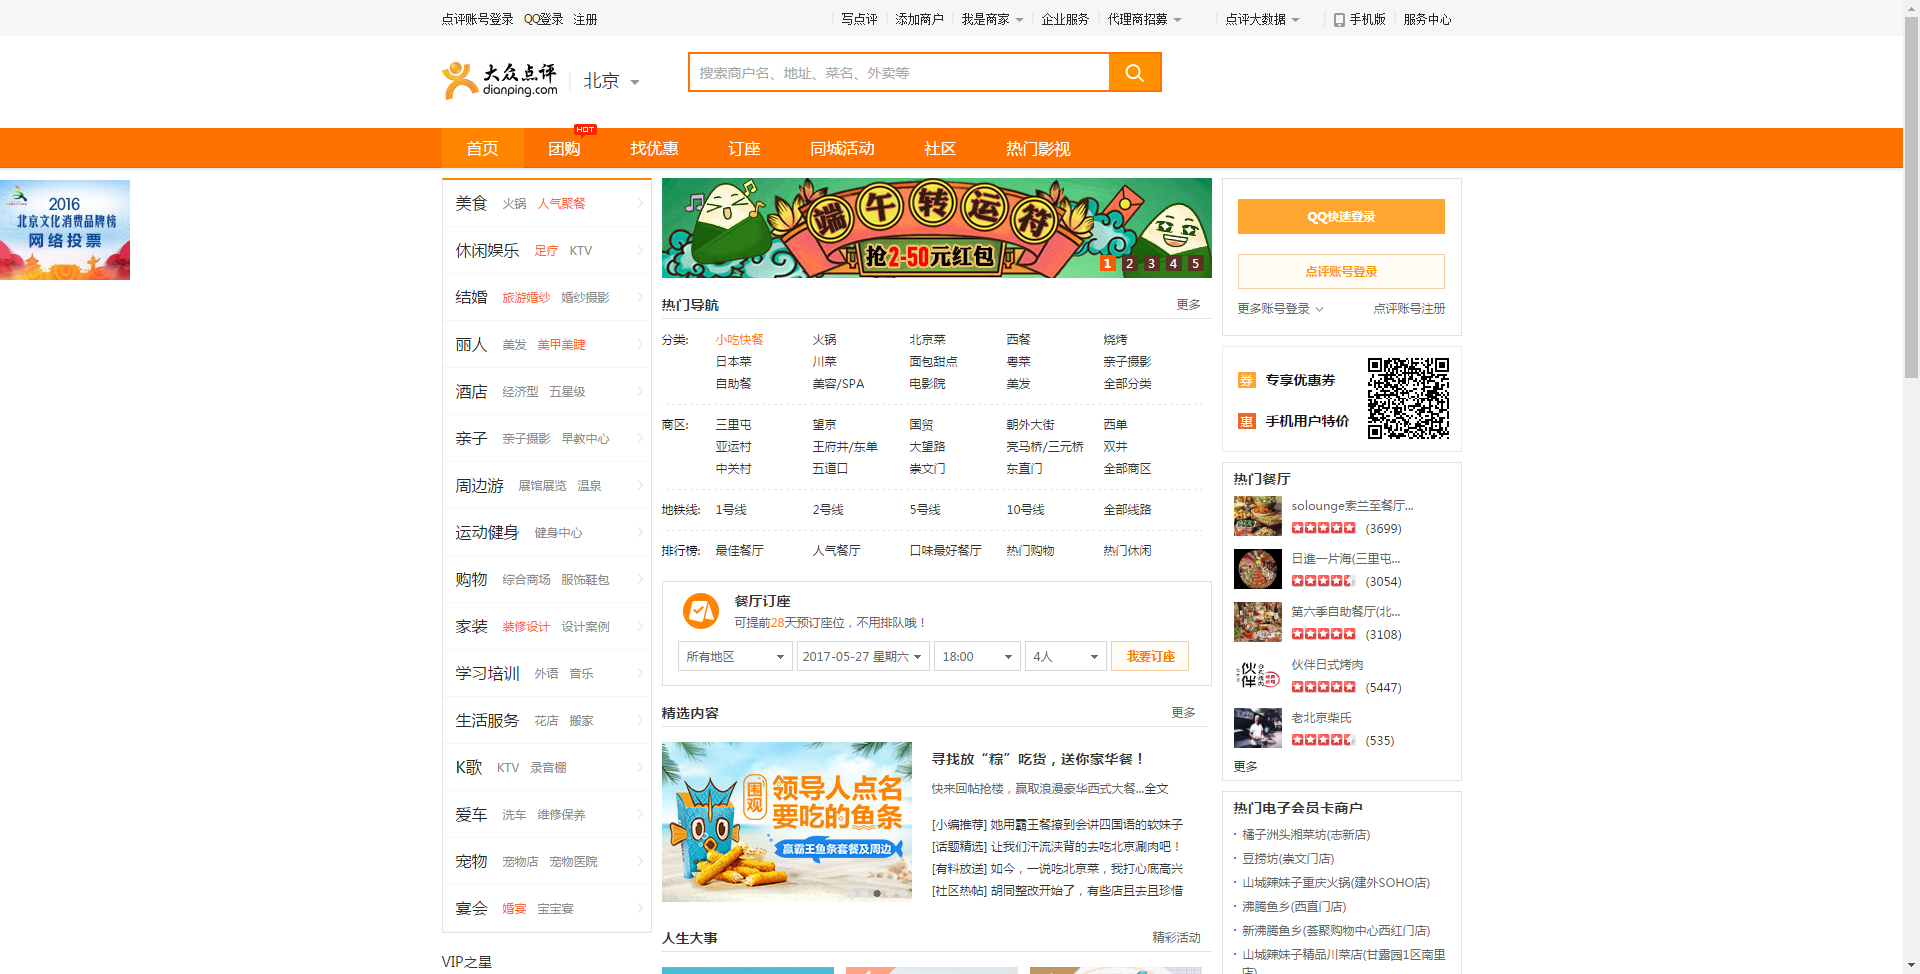 点评账号登录 QQ登录 注册
写点评 添加商户 我是商家 企业服务 代理商招募 点评大数据 手机版 服务中心
大众点评
dianping.com
北京
搜索商户名、地址、菜名、外卖等
HOT
首页 团购 找优惠 订座 同城活动 社区 热门影视
2016
北京文化消费品牌榜
网络投票
美食 火锅 人气聚餐
休闲娱乐 足疗 KTV
结婚 旅游婚纱 婚纱摄影
丽人 美发 美甲美睫
酒店 经济型 五星级
亲子 亲子摄影 早教中心
周边游 展馆展览 温泉
运动健身 健身中心
购物 综合商场 服饰鞋包
家装 装修设计 设计案例
学习培训 外语 音乐
生活服务 花店 搬家
K歌 KTV 录音棚
爱车 洗车 维修保养
宠物 宠物店 宠物医院
宴会 婚宴 宝宝宴
VIP之星
端午转运符
抢2-50元红包
1 2 3 4 5
热门导航 更多
分类: 小吃快餐 火锅 北京菜 西餐 烧烤
日本菜 川菜 面包甜点 粤菜 亲子摄影
自助餐 美容/SPA 电影院 美发 全部分类
商区: 三里屯 望京 国贸 朝外大街 西单
亚运村 王府井/东单 大望路 亮马桥/三元桥 双井
中关村 五道口 崇文门 东直门 全部商区
地铁线: 1号线 2号线 5号线 10号线 全部线路
排行榜: 最佳餐厅 人气餐厅 口味最好餐厅 热门购物 热门休闲
餐厅订座
可提前28天预订座位，不用排队哦！
所有地区 2017-05-27 星期六 18:00 4人 我要订座
精选内容 更多
围观
领导人点名
要吃的鱼条
赢霸王鱼条套餐及周边
寻找放“粽”吃货，送你豪华餐！
快来回帖抢楼，赢取浪漫豪华西式大餐...全文
[小编推荐] 她用霸王餐撩到会讲四国语的软妹子
[话题精选] 让我们汗流浃背的去吃北京涮肉吧！
[有料放送] 如今，一说吃北京菜，我打心底高兴
[社区热帖] 胡同整改开始了，有些店且去且珍惜
人生大事 精彩活动
QQ快速登录
点评账号登录
更多账号登录 点评账号注册
券 专享优惠券
惠 手机用户特价
热门餐厅
solounge索兰至餐厅...
(3699)
日進一片海(三里屯...
(3054)
第六季自助餐厅(北...
(3108)
伙伴
伙伴日式烤肉
(5447)
老北京柴氏
(535)
更多
热门电子会员卡商户
· 橘子洲头湘菜坊(志新店)
· 豆捞坊(崇文门店)
· 山城辣妹子重庆火锅(建外SOHO店)
· 沸腾鱼乡(西直门店)
· 新沸腾鱼乡(荟聚购物中心西红门店)
· 山城辣妹子精品川菜店(甘露园1区南里
店)